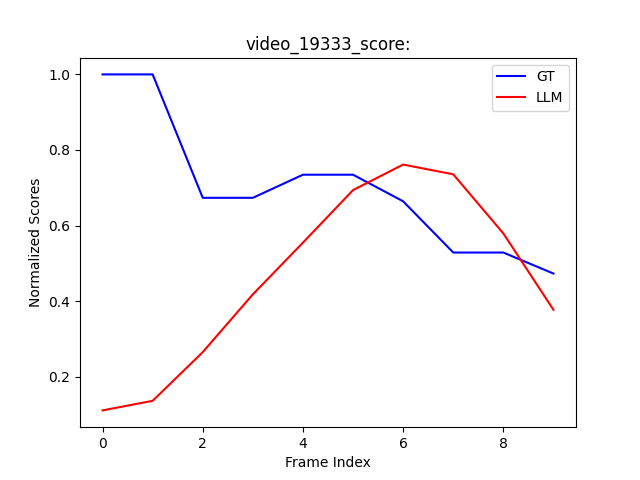 video_19333_score:
GT
LLM
1.0
0.8
0.6
0.4
0.2
Normalized Scores
0 2 4 6 8
Frame Index